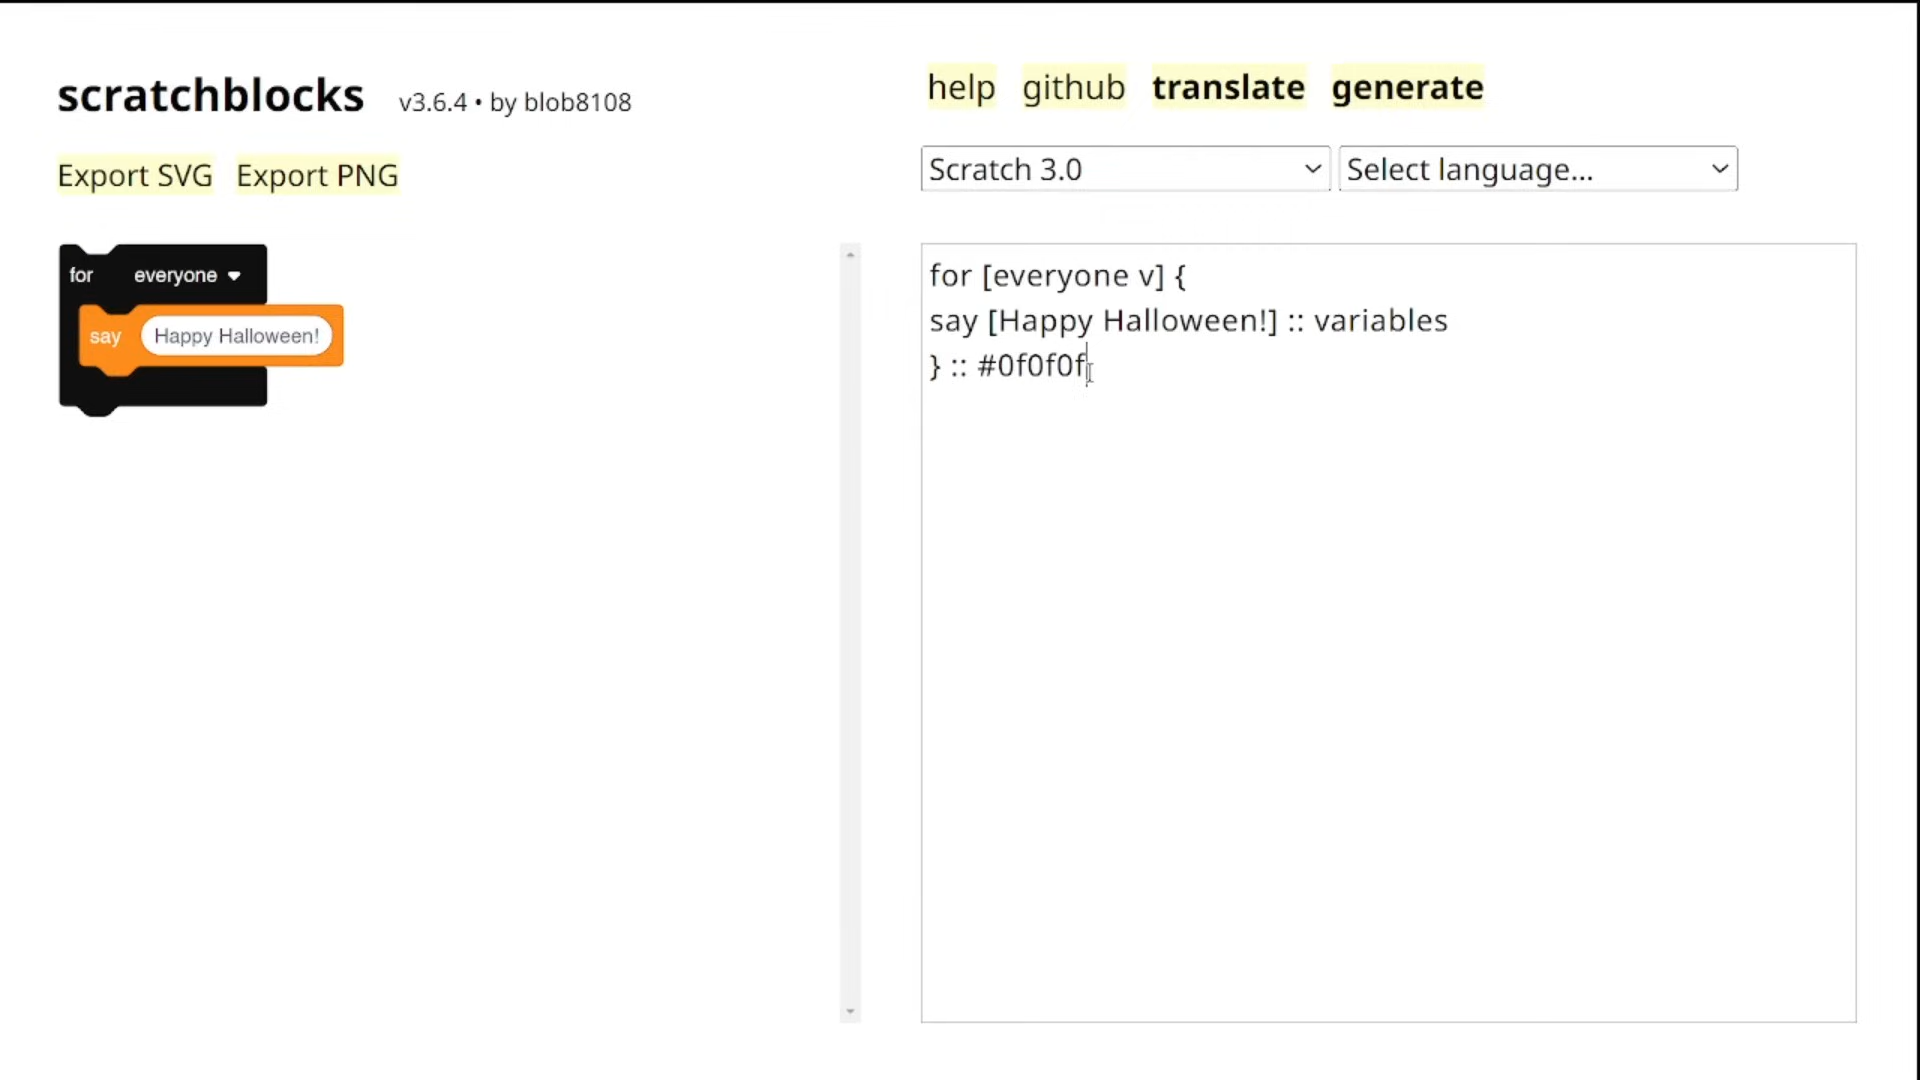 scratchblocks v3.6.4 • by blob8108
Export SVG Export PNG
for everyone
say Happy Halloween!
help github translate generate
Scratch 3.0 Select language...
for [everyone v] {
say [Happy Halloween!] :: variables
} :: #0f0f0f